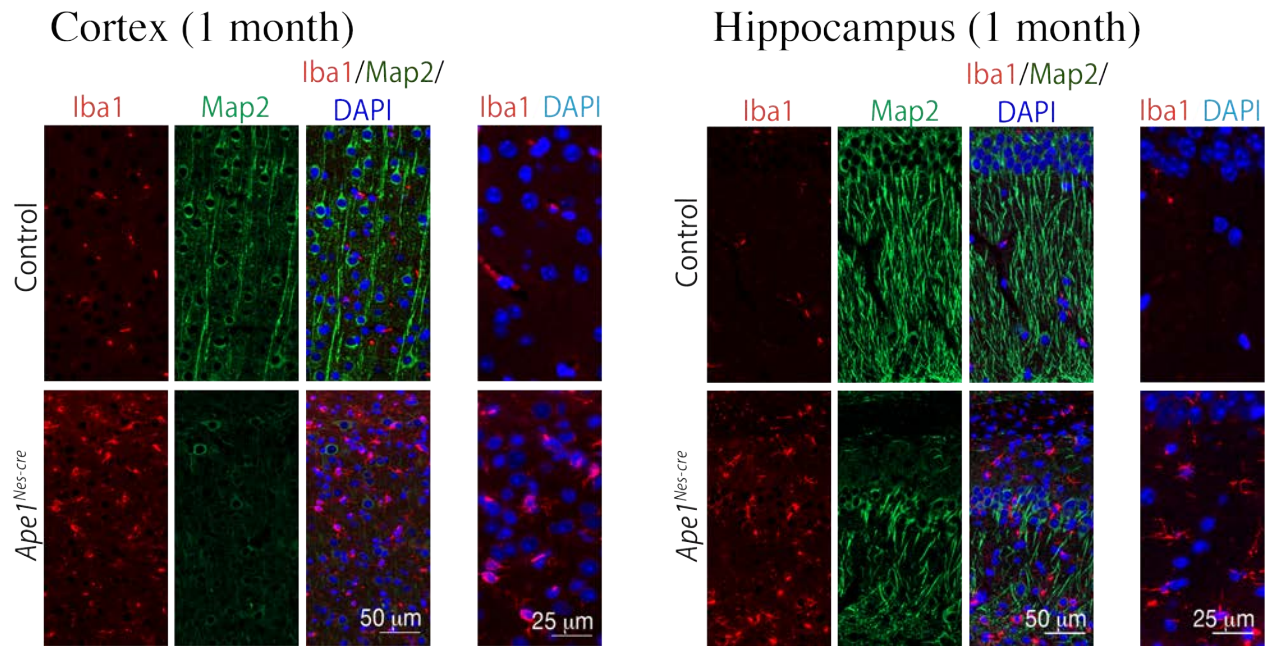 Cortex (1 month)
Iba1
Map2
Iba1/Map2/
DAPI
Iba1 DAPI
Control
Ape1Nes-cre
50 μm
25 μm
Hippocampus (1 month)
Iba1
Map2
Iba1/Map2/
DAPI
Iba1 DAPI
Control
Ape1Nes-cre
50 μm
25 μm